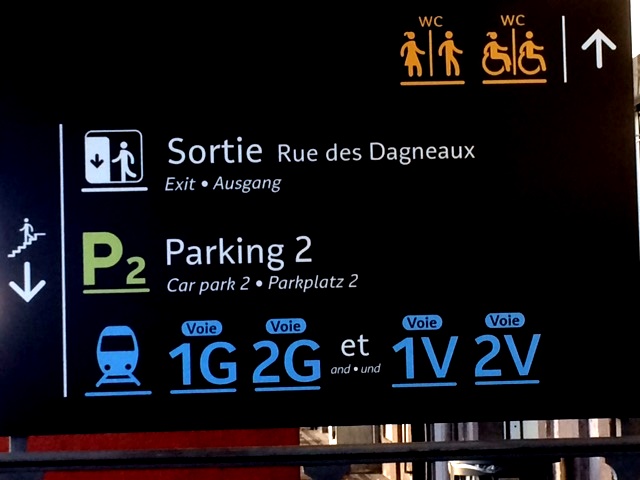 WC WC
Sortie Rue des Dagneaux
Exit • Ausgang
P2 Parking 2
Car park 2 • Parkplatz 2
Voie Voie Voie Voie
1G 2G et 1V 2V
and • und